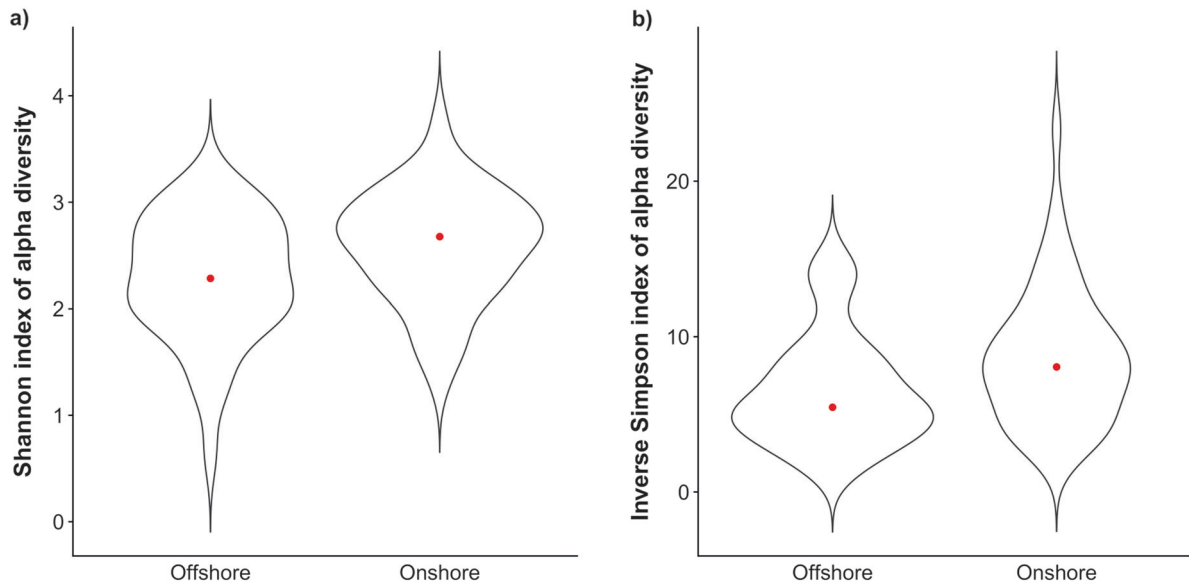 a)
Shannon index of alpha diversity
4
3
2
1
0
Offshore
Onshore
b)
Inverse Simpson index of alpha diversity
20
10
0
Offshore
Onshore